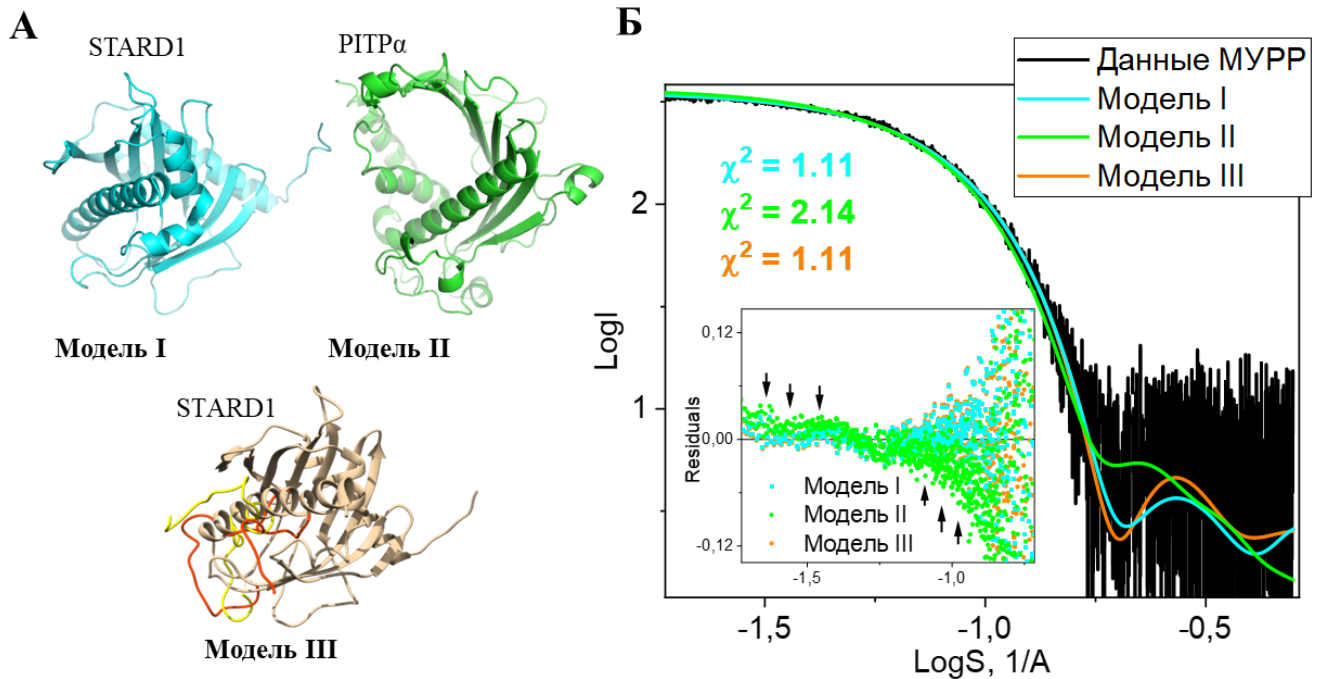 А
STARD1
PITPα
Модель I
Модель II
STARD1
Модель III
Б
Данные МУРР
Модель I
Модель II
Модель III
χ² = 1.11
χ² = 2.14
χ² = 1.11
LogI
2
1
Residuals
0,12
0,00
-0,12
Модель I
Модель II
Модель III
-1,5
-1,0
-1,5
-1,0
-0,5
LogS, 1/A